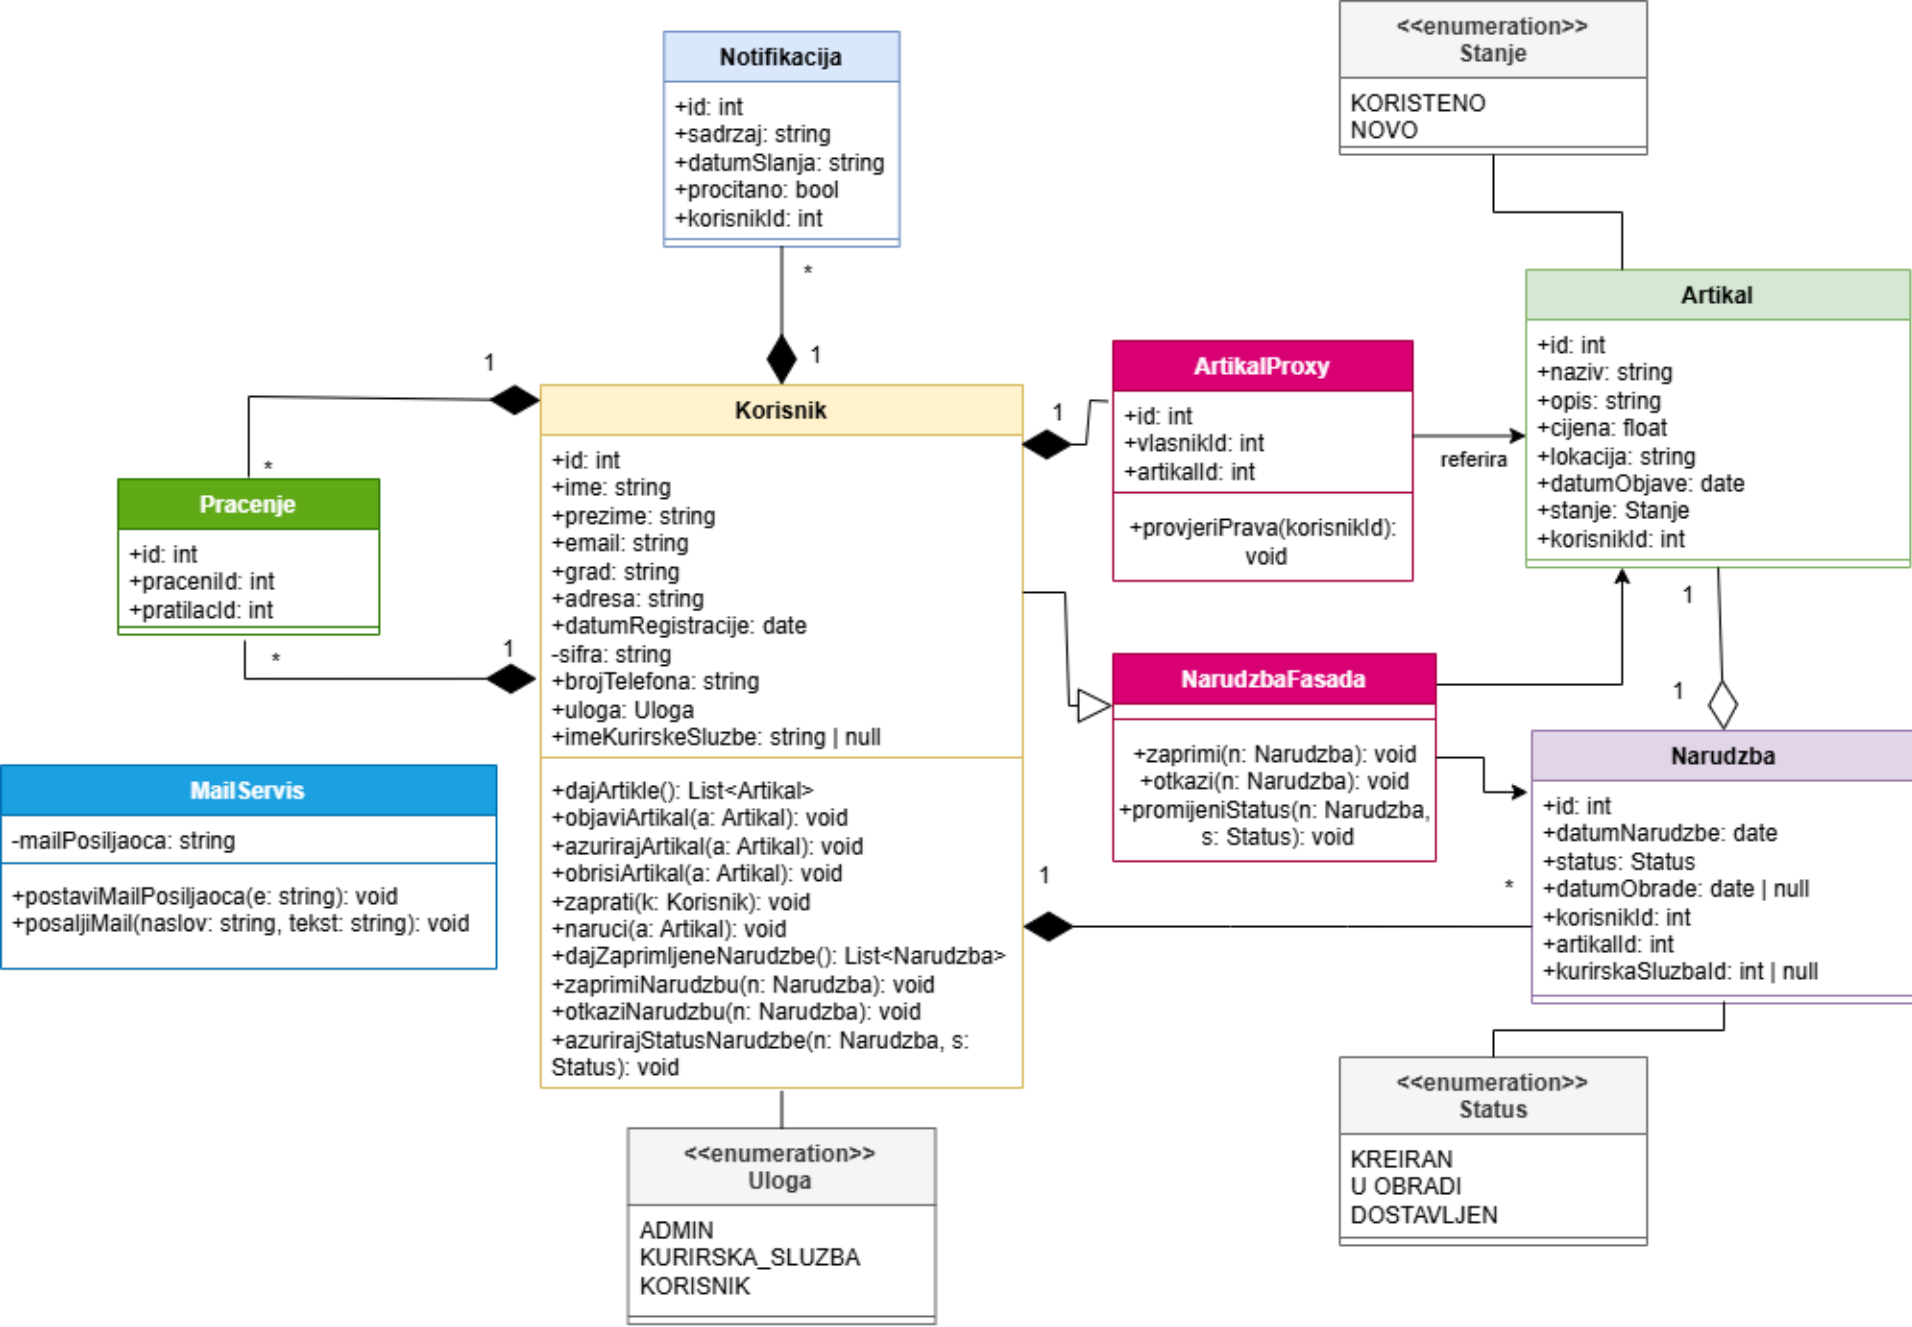 Notifikacija
+id: int
+sadrzaj: string
+datumSlanja: string
+procitano: bool
+korisnikId: int
*
1
<<enumeration>>
Stanje
KORISTENO
NOVO
Artikal
+id: int
+naziv: string
+opis: string
+cijena: float
+lokacija: string
+datumObjave: date
+stanje: Stanje
+korisnikId: int
1
1
ArtikalProxy
+id: int
+vlasnikId: int
+artikalId: int
+provjeriPrava(korisnikId):
void
1
referira
1
*
Pracenje
+id: int
+praceniId: int
+pratilacId: int
*
1
Korisnik
+id: int
+ime: string
+prezime: string
+email: string
+grad: string
+adresa: string
+datumRegistracije: date
-sifra: string
+brojTelefona: string
+uloga: Uloga
+imeKurirskeSluzbe: string | null
+dajArtikle(): List<Artikal>
+objaviArtikal(a: Artikal): void
+azurirajArtikal(a: Artikal): void
+obrisiArtikal(a: Artikal): void
+zaprati(k: Korisnik): void
+naruci(a: Artikal): void
+dajZaprimljeneNarudzbe(): List<Narudzba>
+zaprimiNarudzbu(n: Narudzba): void
+otkaziNarudzbu(n: Narudzba): void
+azurirajStatusNarudzbe(n: Narudzba, s:
Status): void
NarudzbaFasada
+zaprimi(n: Narudzba): void
+otkazi(n: Narudzba): void
+promijeniStatus(n: Narudzba,
s: Status): void
1
*
Narudzba
+id: int
+datumNarudzbe: date
+status: Status
+datumObrade: date | null
+korisnikId: int
+artikalId: int
+kurirskaSluzbaId: int | null
MailServis
-mailPosiljaoca: string
+postaviMailPosiljaoca(e: string): void
+posaljiMail(naslov: string, tekst: string): void
<<enumeration>>
Uloga
ADMIN
KURIRSKA_SLUZBA
KORISNIK
<<enumeration>>
Status
KREIRAN
U OBRADI
DOSTAVLJEN